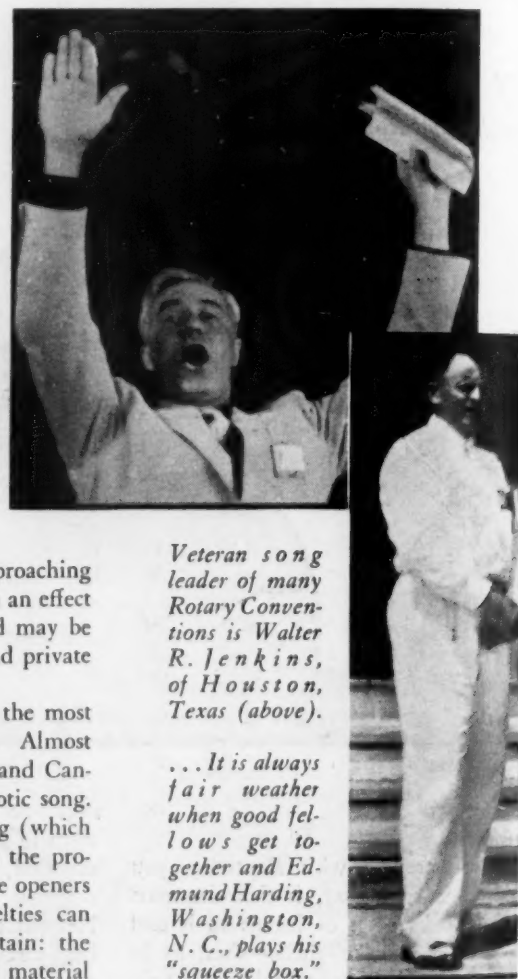 proaching
an effect
d may be
d private
the most
Almost
and Can-
otic song.
g (which
the pro-
e openers
elties can
tain: the
material
Veteran song
leader of many
Rotary Conven-
tions is Walter
R. Jenkins,
of Houston,
Texas (above).
... It is always
fair weather
when good fel-
lows get to-
gether and Ed-
mund Harding,
Washington,
N. C., plays his
"squeeze box."